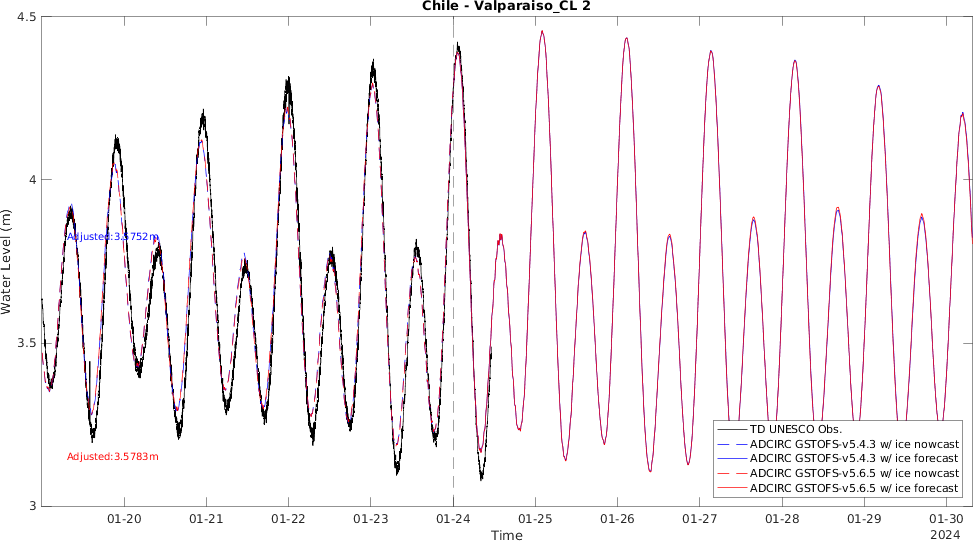 Chile - Valparaiso_CL 2
4.5
4
3.5
3
Water Level (m)
Adjusted:3.5752m
Adjusted:3.5783m
TD UNESCO Obs.
ADCIRC GSTOFS-v5.4.3 w/ ice nowcast
ADCIRC GSTOFS-v5.4.3 w/ ice forecast
ADCIRC GSTOFS-v5.6.5 w/ ice nowcast
ADCIRC GSTOFS-v5.6.5 w/ ice forecast
01-20 01-21 01-22 01-23 01-24 01-25 01-26 01-27 01-28 01-29 01-30
Time
2024